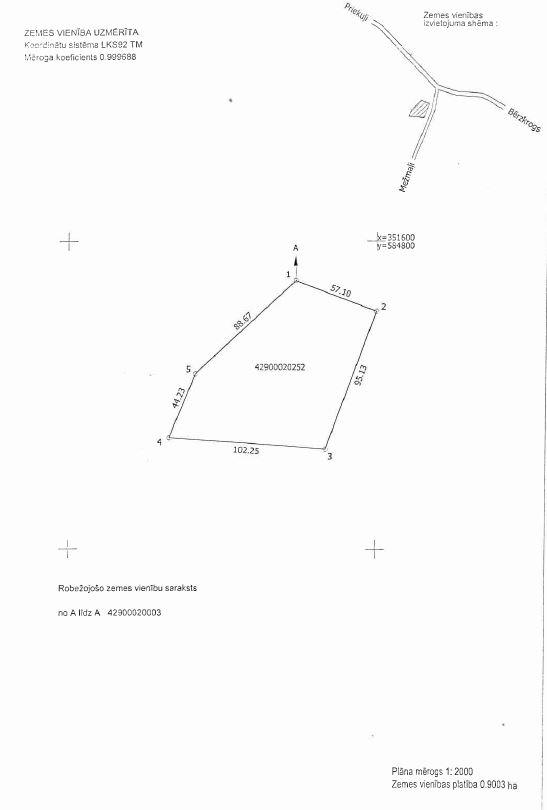 ZEMES VIENĪBA UZMĒRĪTA
Koordinātu sistēma LKS92 TM
Mēroga koeficients 0.999688
Zemes vienības
izvietojuma shēma :
Priekuļi
Bērzkrogs
Mežmaļi
x=351600
y=584800
A
1
57.10
2
88.67
5
42900020252
95.13
44.23
4
102.25
3
Robežojošo zemes vienību saraksts
no A līdz A 42900020003
Plāna mērogs 1: 2000
Zemes vienības platība 0.9003 ha